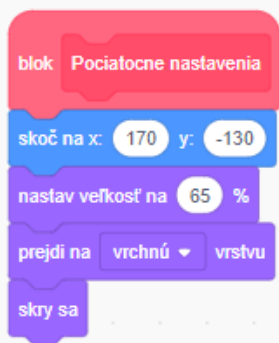 blok Pociatocne nastavenia
skoč na x: 170 y: -130
nastav veľkosť na 65 %
prejdi na vrchnú vrstvu
skry sa